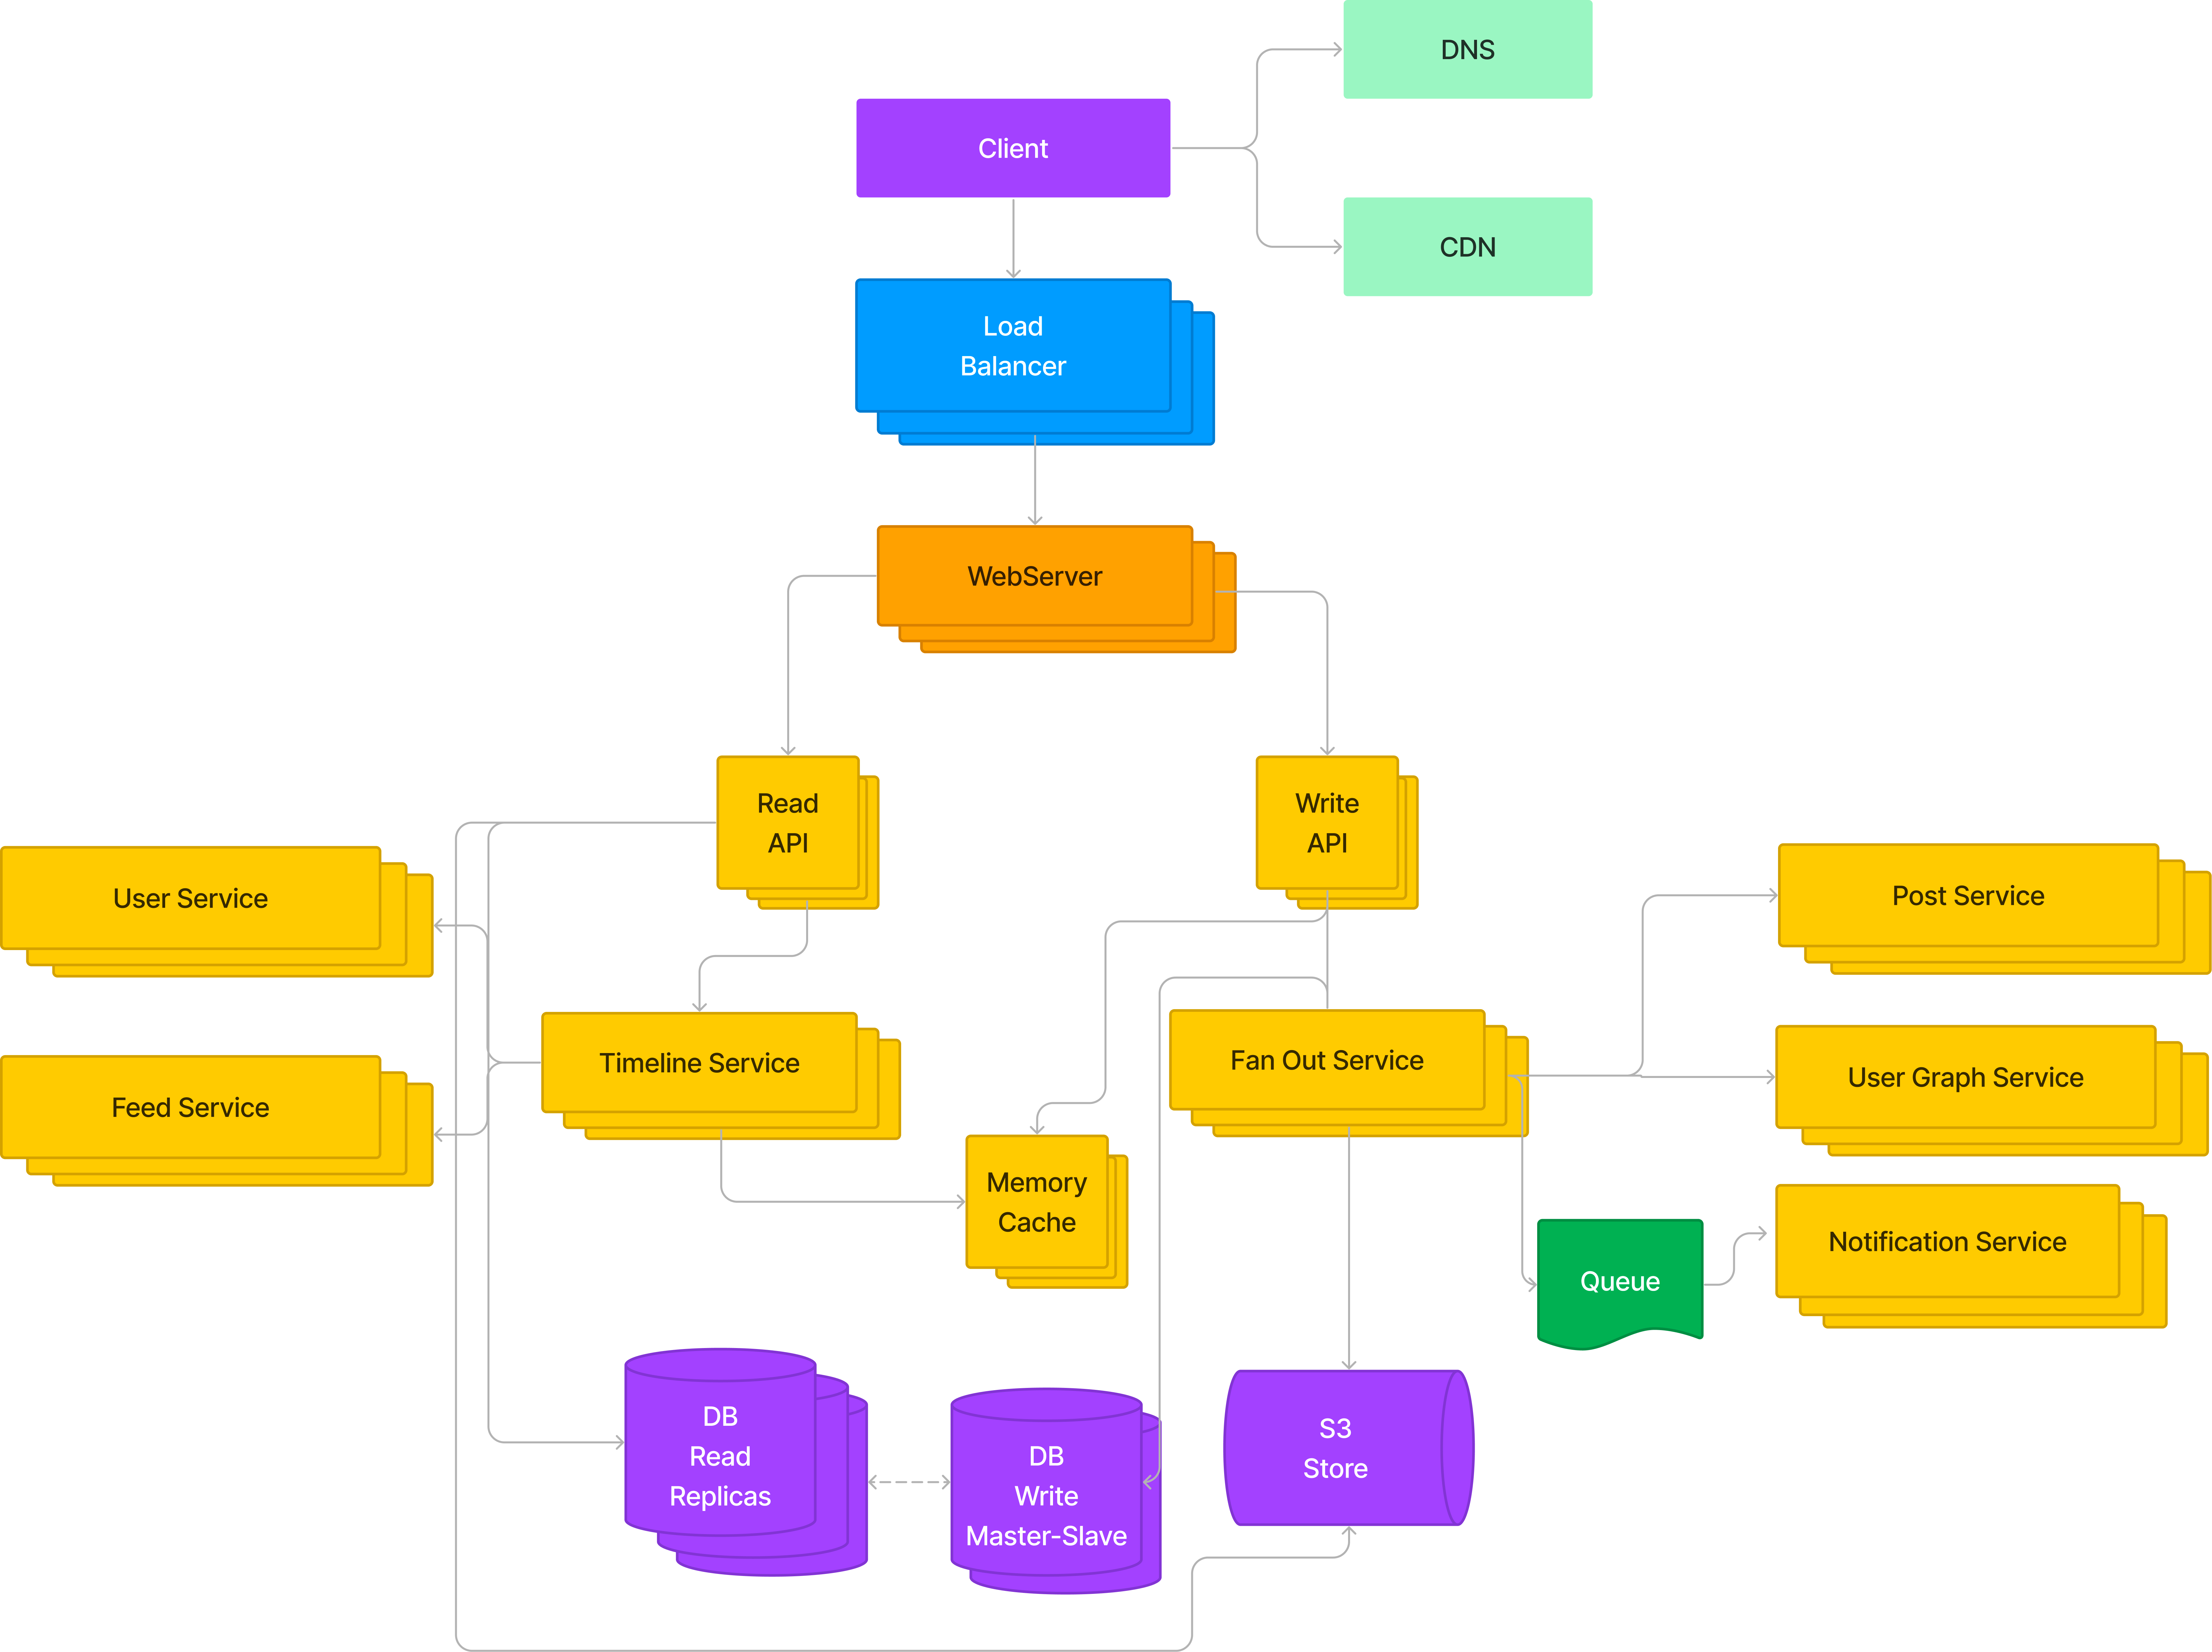 DNS
Client
CDN
Load
Balancer
WebServer
Read
API
Write
API
User Service
Post Service
Timeline Service
Fan Out Service
User Graph Service
Feed Service
Memory
Cache
Notification Service
Queue
DB
Read
Replicas
DB
Write
Master-Slave
S3
Store